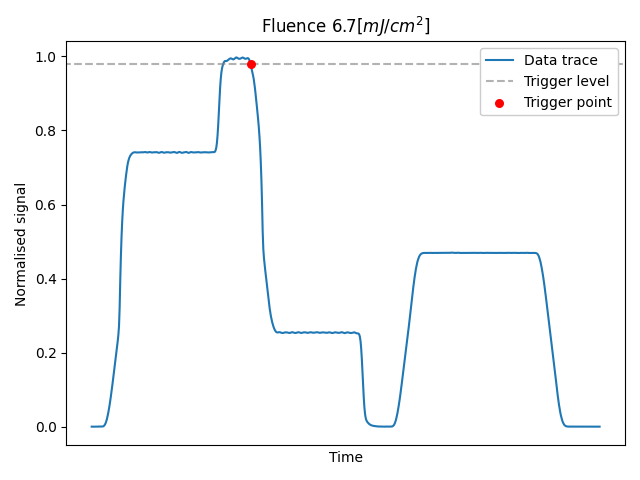 Fluence 6.7[mJ/cm²]
Data trace
Trigger level
Trigger point
1.0
0.8
0.6
0.4
0.2
0.0
Normalised signal
Time